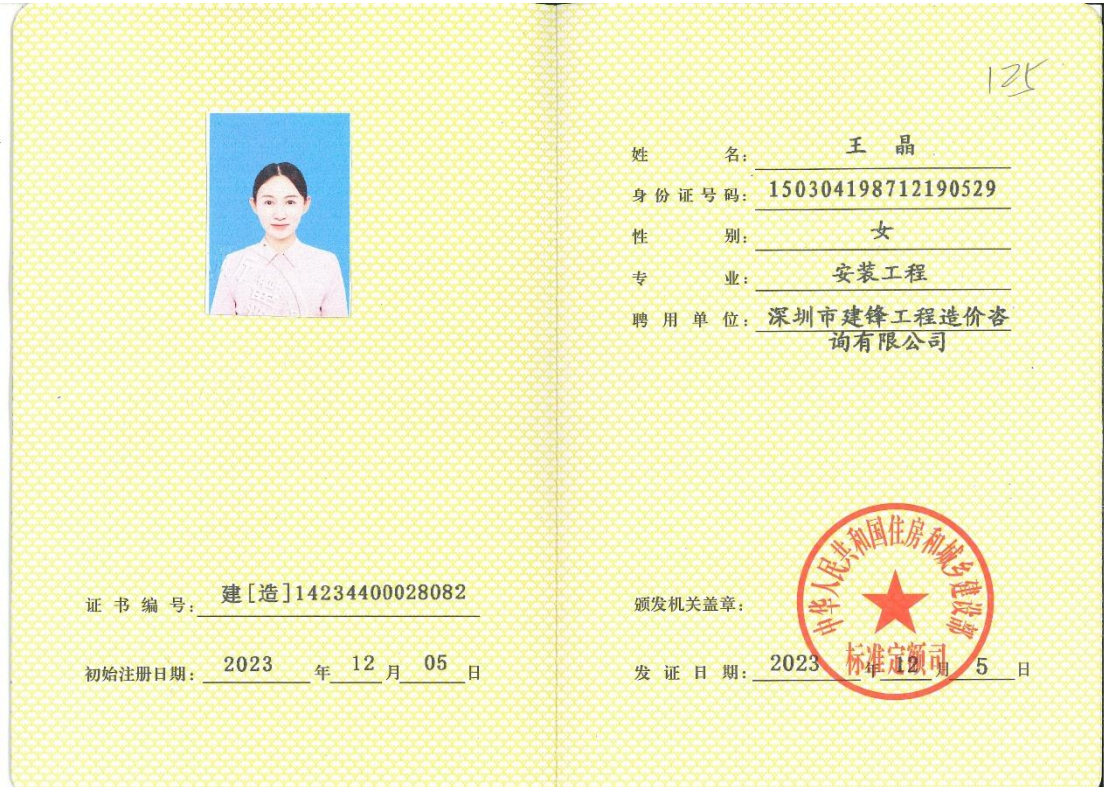 125
姓 名: 王 晶
身份证号码: 150304198712190529
性 别: 女
专 业: 安装工程
聘用单位: 深圳市建锋工程造价咨
询有限公司
证书编号: 建[造]14234400028082
初始注册日期: 2023 年 12 月 05 日
颁发机关盖章:
中华人民共和国住房和城乡建设部
标准定额司
发证日期: 2023 年 12 月 5 日